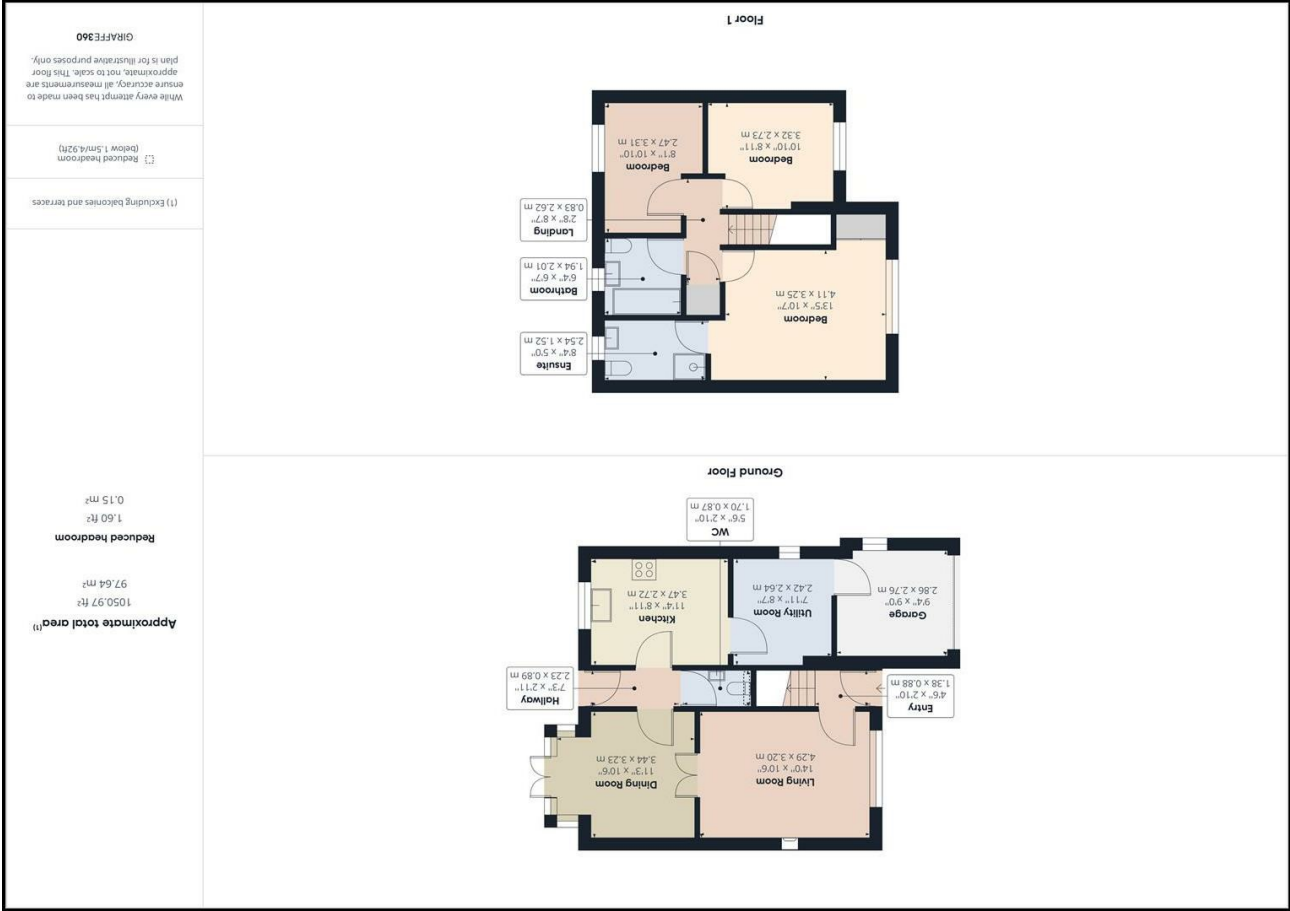 Approximate total area⁽¹⁾
1050.97 ft²
97.64 m²
Reduced headroom
1.60 ft²
0.15 m²
(1) Excluding balconies and terraces
Reduced headroom
(below 1.5m/4.92ft)
While every attempt has been made to
ensure accuracy, all measurements are
approximate, not to scale. This floor
plan is for illustrative purposes only.
GIRAFFE360
Living Room
14'0" x 10'6"
4.29 x 3.20 m
Dining Room
11'3" x 10'6"
3.44 x 3.23 m
Entry
4'6" x 2'10"
1.38 x 0.88 m
Hallway
7'3" x 2'11"
2.23 x 0.89 m
Garage
9'4" x 9'0"
2.86 x 2.76 m
Utility Room
7'11" x 8'7"
2.42 x 2.64 m
Kitchen
11'4" x 8'11"
3.47 x 2.72 m
WC
5'6" x 2'10"
1.70 x 0.87 m
Ground Floor
Ensuite
8'4" x 5'0"
2.54 x 1.52 m
Bedroom
13'5" x 10'7"
4.11 x 3.25 m
Bathroom
6'4" x 6'7"
1.94 x 2.01 m
Landing
2'8" x 8'7"
0.83 x 2.62 m
Bedroom
10'10" x 8'11"
3.32 x 2.73 m
Bedroom
8'1" x 10'10"
2.47 x 3.31 m
Floor 1